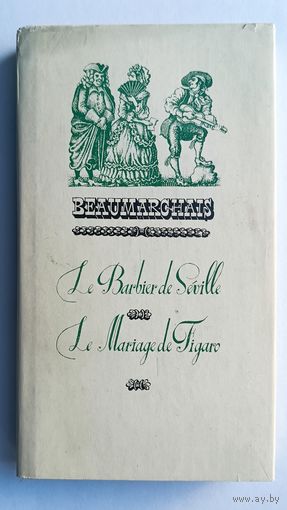 BEAUMARCHAIS
Le Barbier de Séville
Le Mariage de Figaro
www.ay.by